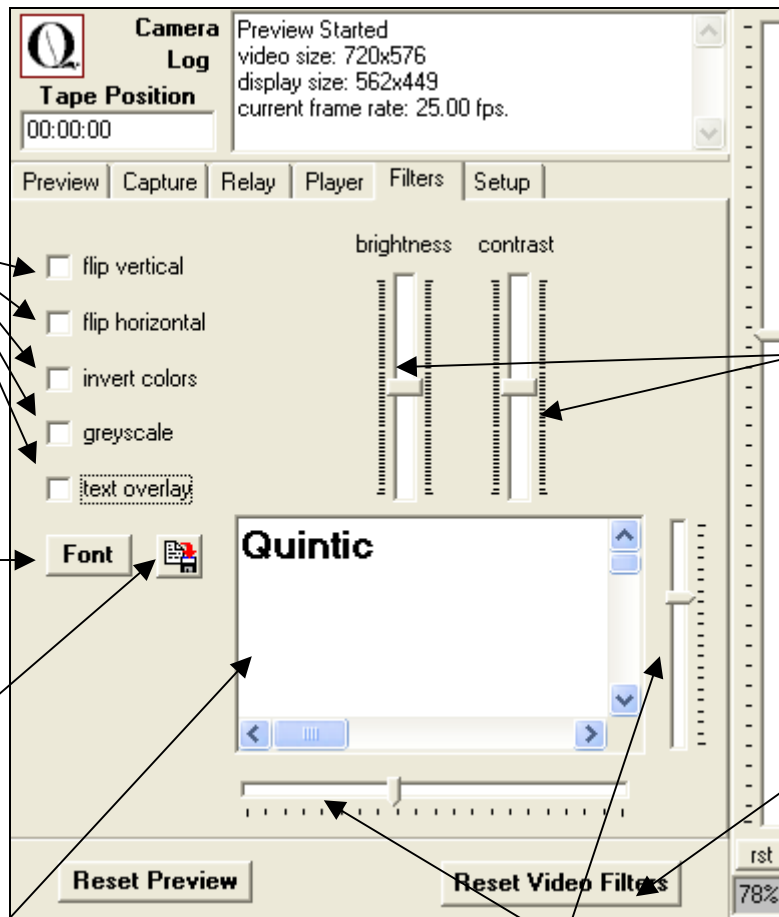 Q
Camera
Log
Tape Position
00:00:00
Preview Started
video size: 720x576
display size: 562x449
current frame rate: 25.00 fps.
Preview Capture Relay Player Filters Setup
flip vertical
flip horizontal
invert colors
greyscale
text overlay
brightness contrast
Font
Quintic
Reset Preview
Reset Video Filters
rst
78%